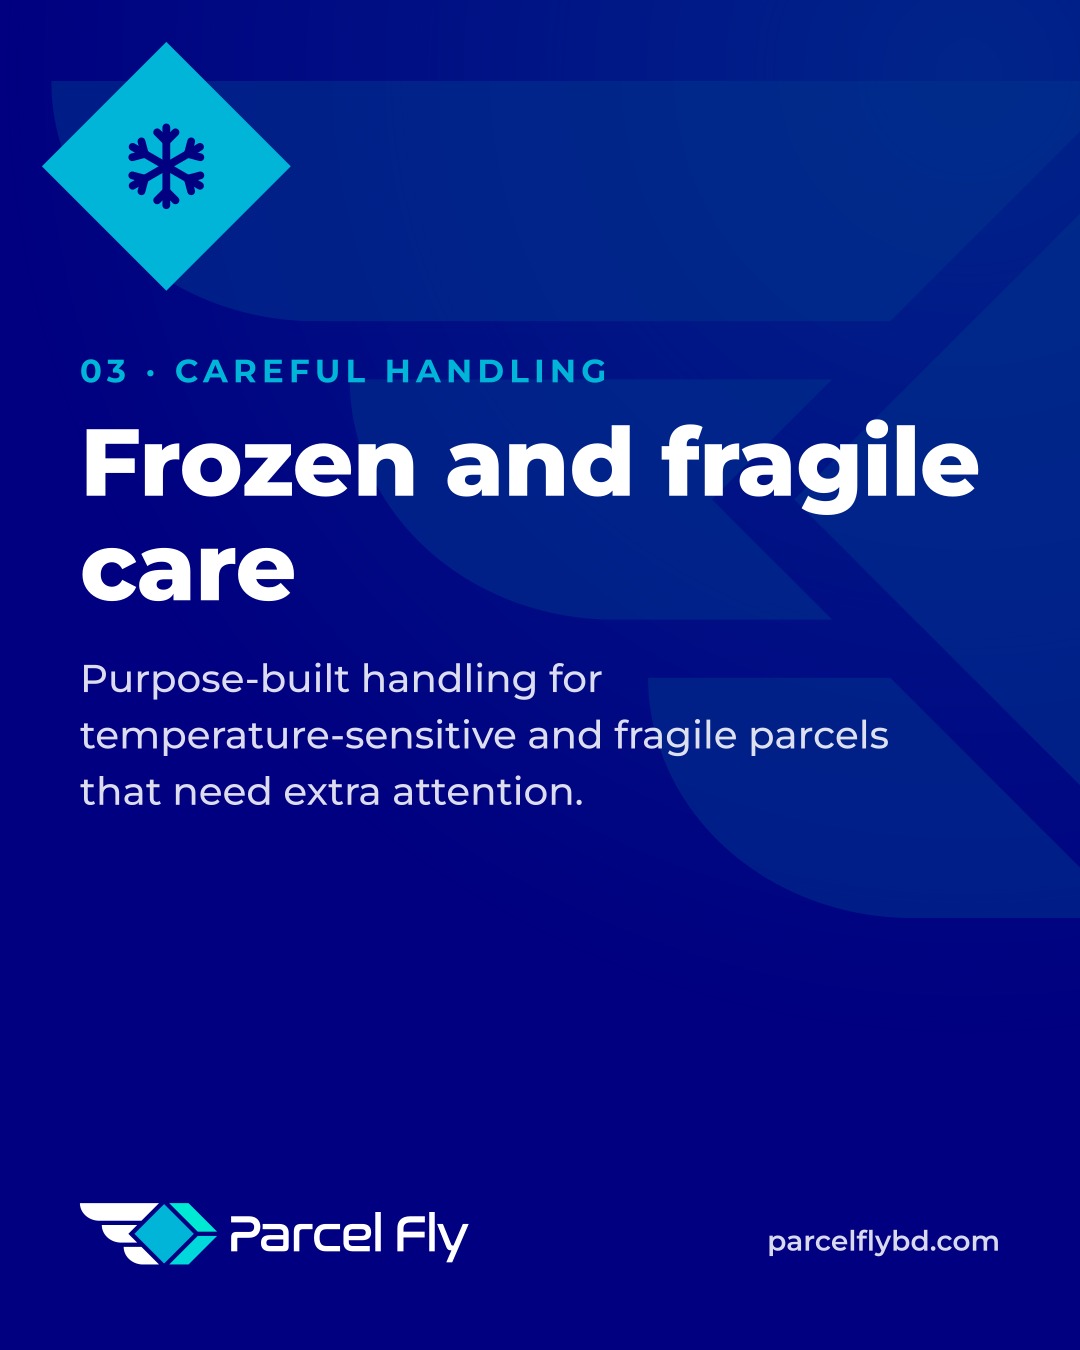 03 · CAREFUL HANDLING
Frozen and fragile
care
Purpose-built handling for
temperature-sensitive and fragile parcels
that need extra attention.
Parcel Fly
parcelflybd.com